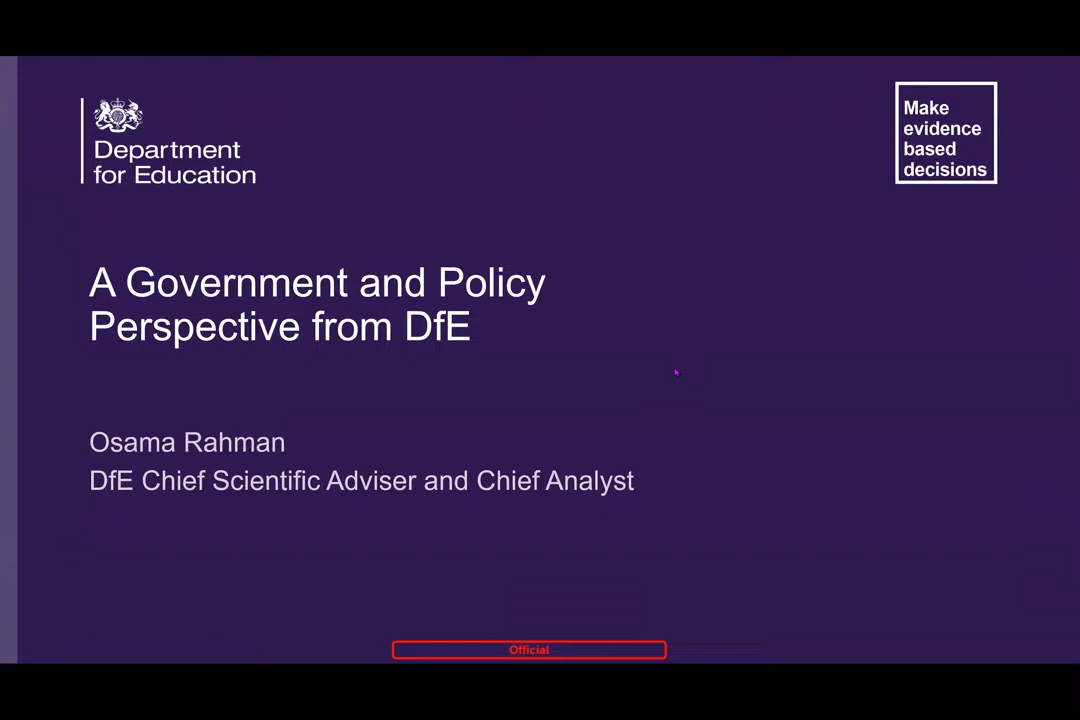 Department
for Education
Make
evidence
based
decisions
A Government and Policy
Perspective from DfE
Osama Rahman
DfE Chief Scientific Adviser and Chief Analyst
Official